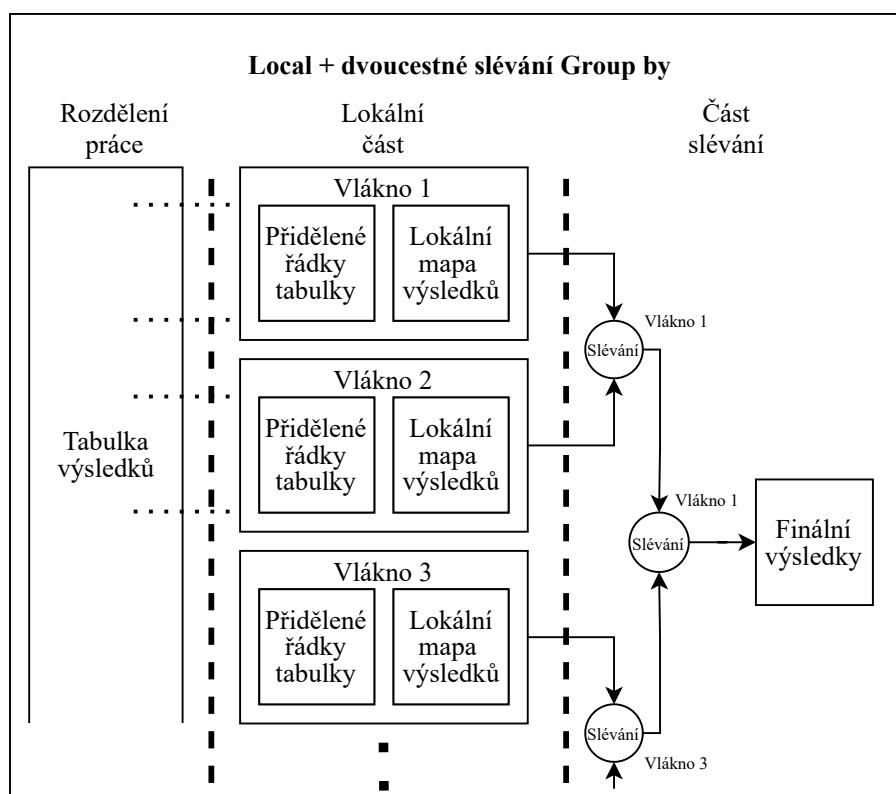 Local + dvoucestné slévání Group by
Rozdělení
práce
Lokální
část
Část
slévání
Tabulka
výsledků
Vlákno 1
Přidělené
řádky
tabulky
Lokální
mapa
výsledků
Vlákno 2
Přidělené
řádky
tabulky
Lokální
mapa
výsledků
Vlákno 3
Přidělené
řádky
tabulky
Lokální
mapa
výsledků
Vlákno 1
Slévání
Vlákno 1
Slévání
Slévání
Vlákno 3
Finální
výsledky